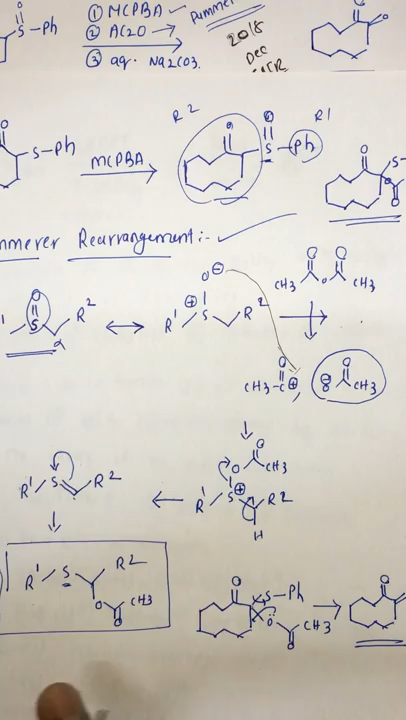 O
S-Ph
① MCPBA
② AC2O →
③ aq. Na2CO3.
Pummer
2018
Dec
O
S-Ph
MCPBA
R2
O
O
S
Ph
R1
O
S-
mmerer Rearrangement:-
O
S
R2
α
O⊖
⊕
R1 S R2
O O
CH3 O CH3
O
CH3-C⊕ ,
O
CH3
O
O CH3
R1 S⊕ R2
H
R1 S R2
R1 S R2
O CH3
O
O
S-Ph
O CH3
O
O